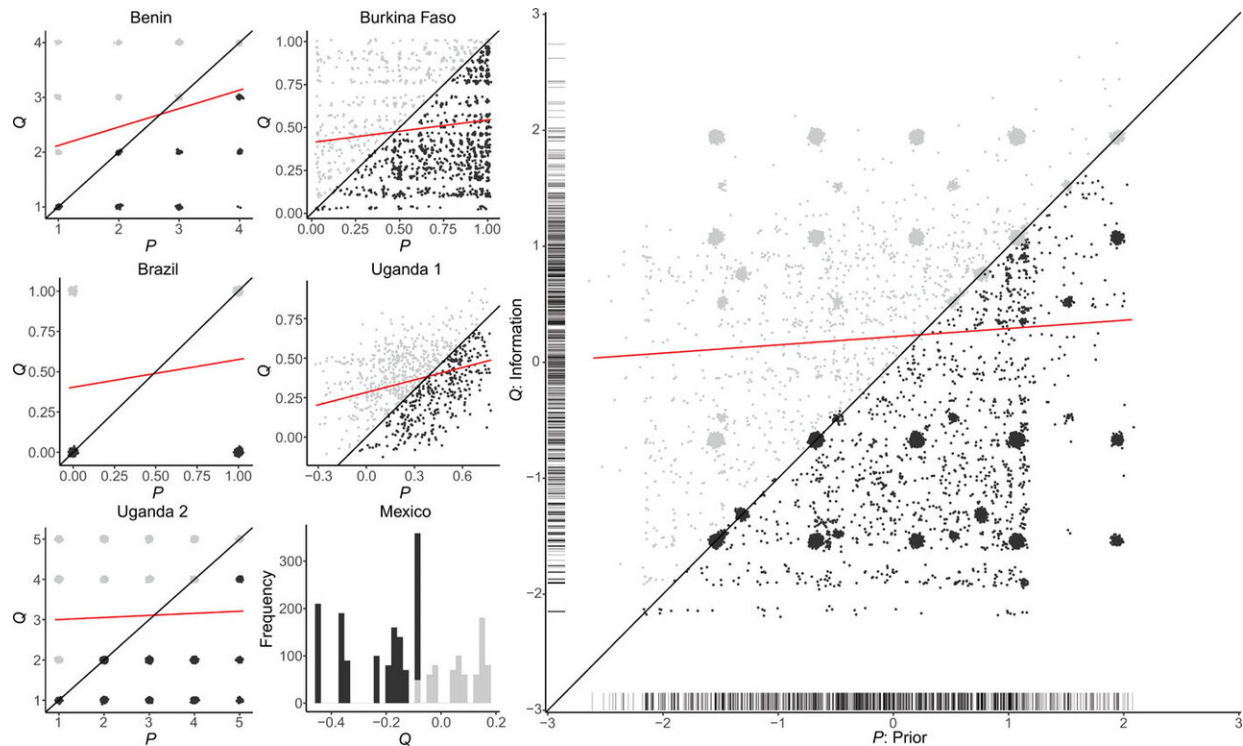 Benin
4
3
2
1
Q
1 2 3 4
P
Burkina Faso
1.00
0.75
0.50
0.25
0.00
Q
0.00 0.25 0.50 0.75 1.00
P
Brazil
1.00
0.75
0.50
0.25
0.00
Q
0.00 0.25 0.50 0.75 1.00
P
Uganda 1
0.75
0.50
0.25
0.00
Q
−0.3 0.0 0.3 0.6
P
Uganda 2
5
4
3
2
1
Q
1 2 3 4 5
P
Mexico
300
200
100
0
Frequency
−0.4 −0.2 0.0 0.2
Q
3
2
1
0
−1
−2
−3
Q: Information
−3 −2 −1 0 1 2 3
P: Prior